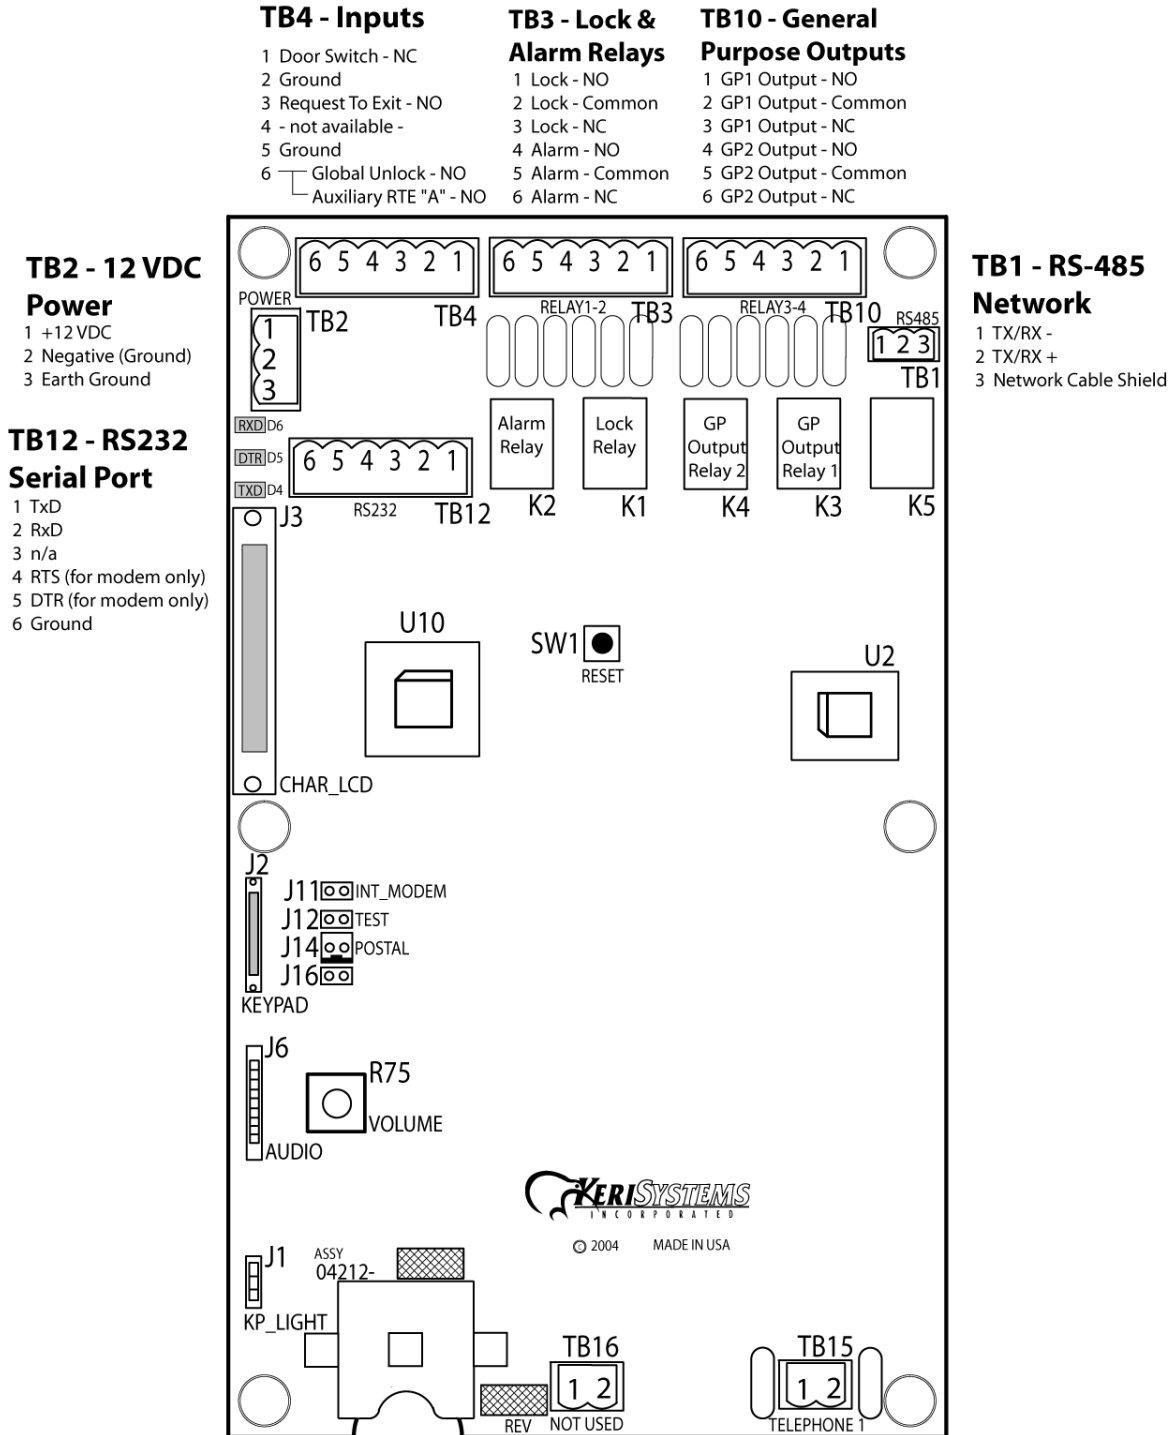 TB4 - Inputs
1 Door Switch - NC
2 Ground
3 Request To Exit - NO
4 - not available -
5 Ground
6 Global Unlock - NO
Auxiliary RTE "A" - NO
TB3 - Lock &
Alarm Relays
1 Lock - NO
2 Lock - Common
3 Lock - NC
4 Alarm - NO
5 Alarm - Common
6 Alarm - NC
TB10 - General
Purpose Outputs
1 GP1 Output - NO
2 GP1 Output - Common
3 GP1 Output - NC
4 GP2 Output - NO
5 GP2 Output - Common
6 GP2 Output - NC
TB2 - 12 VDC
Power
1 +12 VDC
2 Negative (Ground)
3 Earth Ground
TB12 - RS232
Serial Port
1 TxD
2 RxD
3 n/a
4 RTS (for modem only)
5 DTR (for modem only)
6 Ground
TB1 - RS-485
Network
1 TX/RX -
2 TX/RX +
3 Network Cable Shield
6 5 4 3 2 1
TB4
6 5 4 3 2 1
RELAY1-2
TB3
6 5 4 3 2 1
RELAY3-4
TB10
POWER
1
2
3
TB2
RS485
1 2 3
TB1
RXD D6
DTR D5
TXD D4
6 5 4 3 2 1
RS232
TB12
Alarm
Relay
K2
Lock
Relay
K1
GP
Output
Relay 2
K4
GP
Output
Relay 1
K3
K5
J3
CHAR_LCD
U10
SW1
RESET
U2
J2
KEYPAD
J11 INT_MODEM
J12 TEST
J14 POSTAL
J16
J6
AUDIO
R75
VOLUME
KERISYSTEMS
INCORPORATED
© 2004 MADE IN USA
J1
KP_LIGHT
ASSY
04212-
REV
TB16
1 2
NOT USED
TB15
1 2
TELEPHONE 1